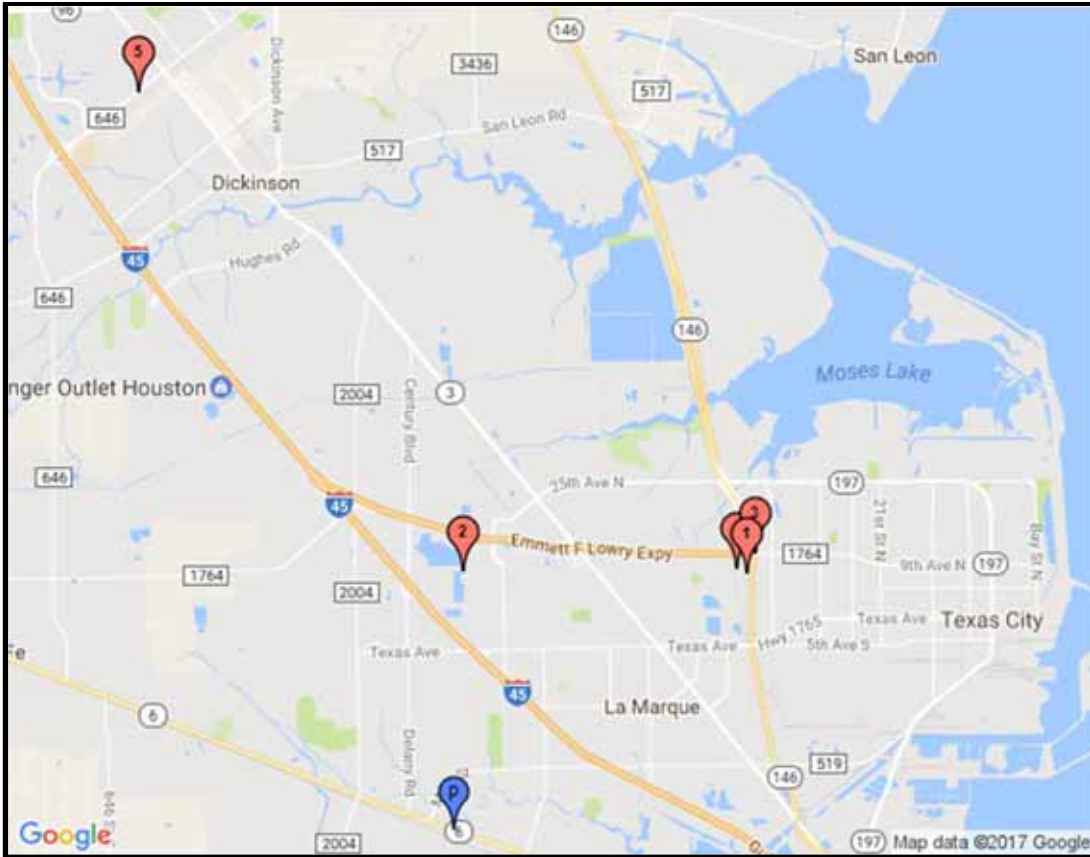 96
146
5
3436
San Leon
517
646
Dickinson Ave
San Leon Rd
517
Dickinson
45
Hughes Rd
646
146
Moses Lake
nger Outlet Houston
2004
Century Blvd
3
646
25th Ave N
197
45
21st St N
Bay St N
2
3
1
Emmett F Lowry Expy
1764
9th Ave N
197
1764
2004
Hwy 1765
Texas Ave
Texas City
Texas Ave
Texas Ave
5th Ave S
Fe
45
La Marque
6
Delany Rd
519
146
P
6
646
Google
2004
197
Map data ©2017 Google